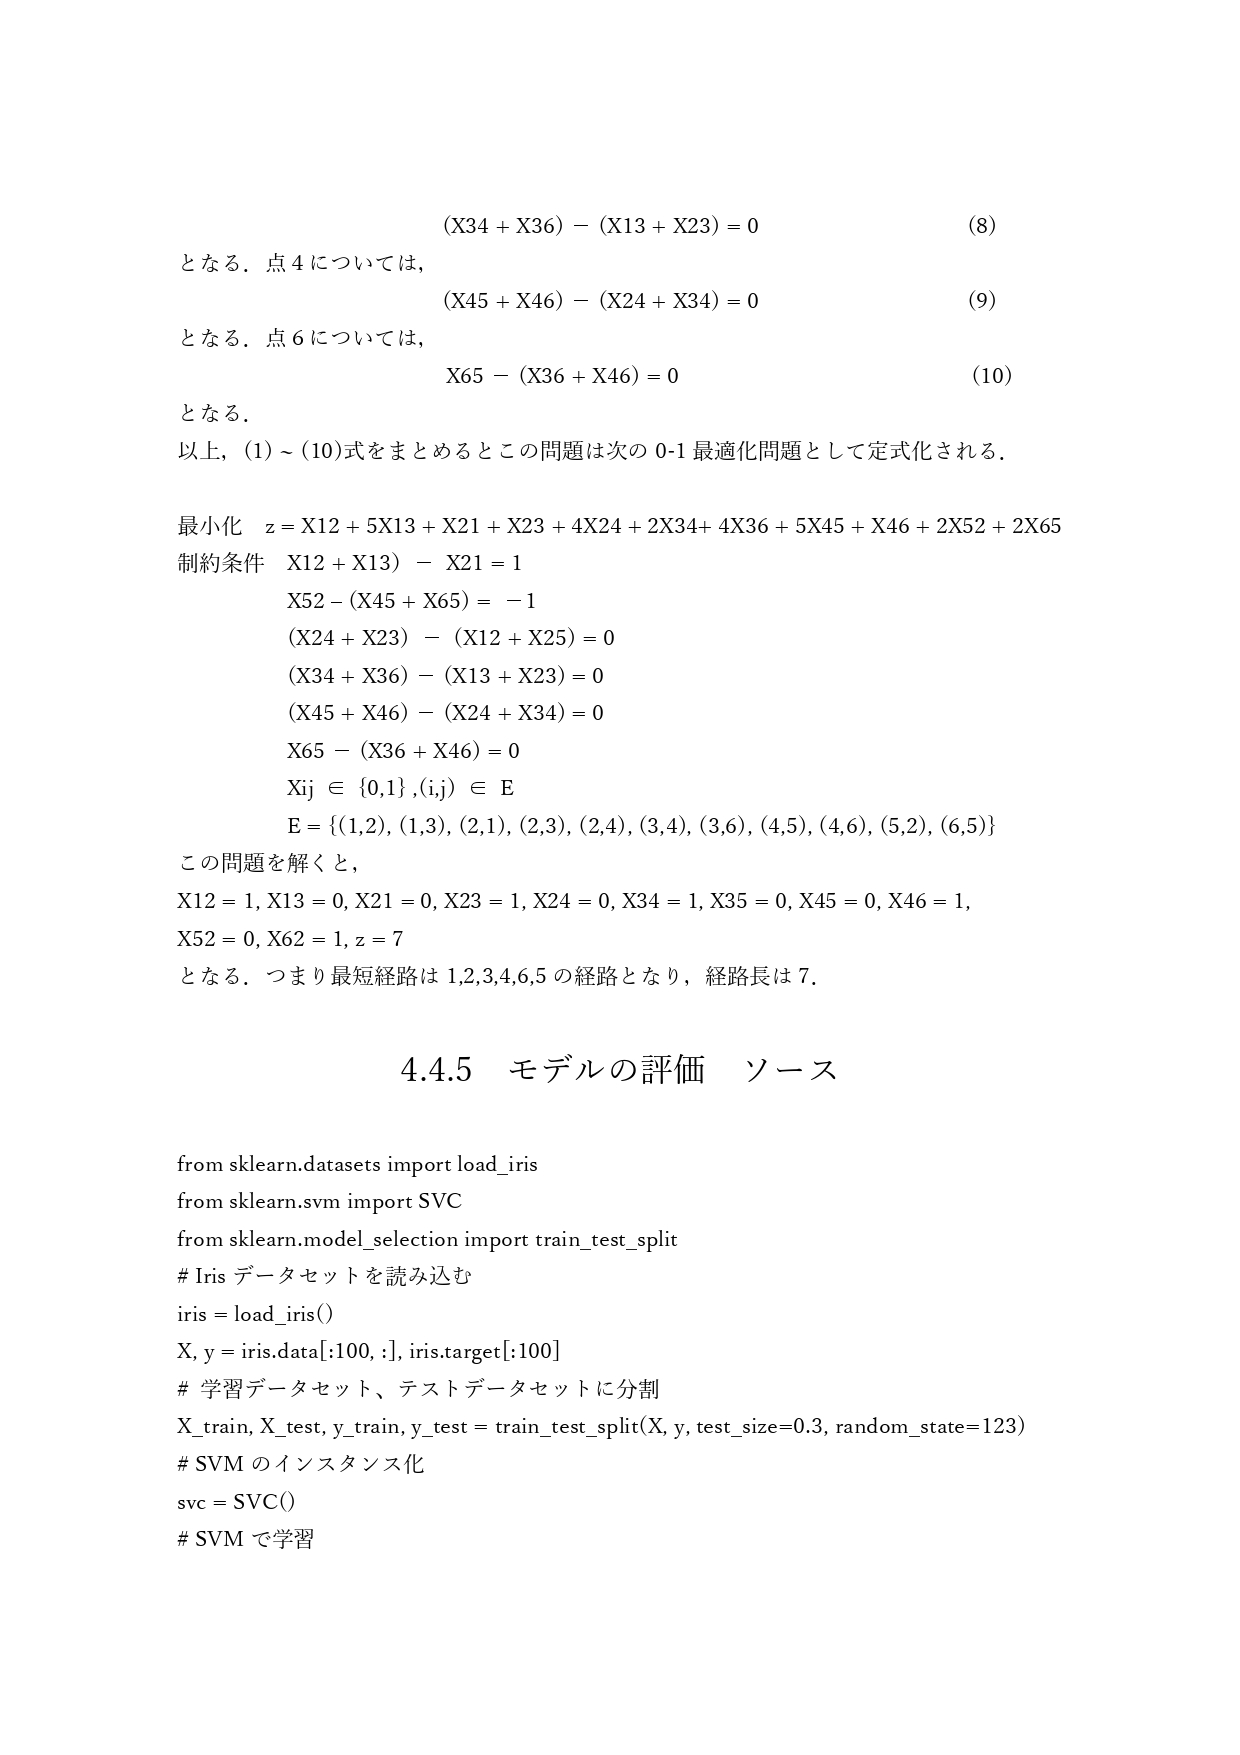 (X34 + X36) − (X13 + X23) = 0 (8)
となる．点 4 については，
(X45 + X46) − (X24 + X34) = 0 (9)
となる．点 6 については，
X65 − (X36 + X46) = 0 (10)
となる．
以上，(1) ~ (10)式をまとめるとこの問題は次の 0-1 最適化問題として定式化される．
最小化　z = X12 + 5X13 + X21 + X23 + 4X24 + 2X34+ 4X36 + 5X45 + X46 + 2X52 + 2X65
制約条件　X12 + X13） − X21 = 1
X52 – (X45 + X65) = −1
(X24 + X23） −（X12 + X25) = 0
(X34 + X36) − (X13 + X23) = 0
(X45 + X46) − (X24 + X34) = 0
X65 − (X36 + X46) = 0
Xij ∈ {0,1} ,(i,j) ∈ E
E = {(1,2), (1,3), (2,1), (2,3), (2,4), (3,4), (3,6), (4,5), (4,6), (5,2), (6,5)}
この問題を解くと，
X12 = 1, X13 = 0, X21 = 0, X23 = 1, X24 = 0, X34 = 1, X35 = 0, X45 = 0, X46 = 1,
X52 = 0, X62 = 1, z = 7
となる．つまり最短経路は 1,2,3,4,6,5 の経路となり，経路長は 7．
4.4.5　モデルの評価　ソース
from sklearn.datasets import load_iris
from sklearn.svm import SVC
from sklearn.model_selection import train_test_split
# Iris データセットを読み込む
iris = load_iris()
X, y = iris.data[:100, :], iris.target[:100]
# 学習データセット、テストデータセットに分割
X_train, X_test, y_train, y_test = train_test_split(X, y, test_size=0.3, random_state=123)
# SVM のインスタンス化
svc = SVC()
# SVM で学習